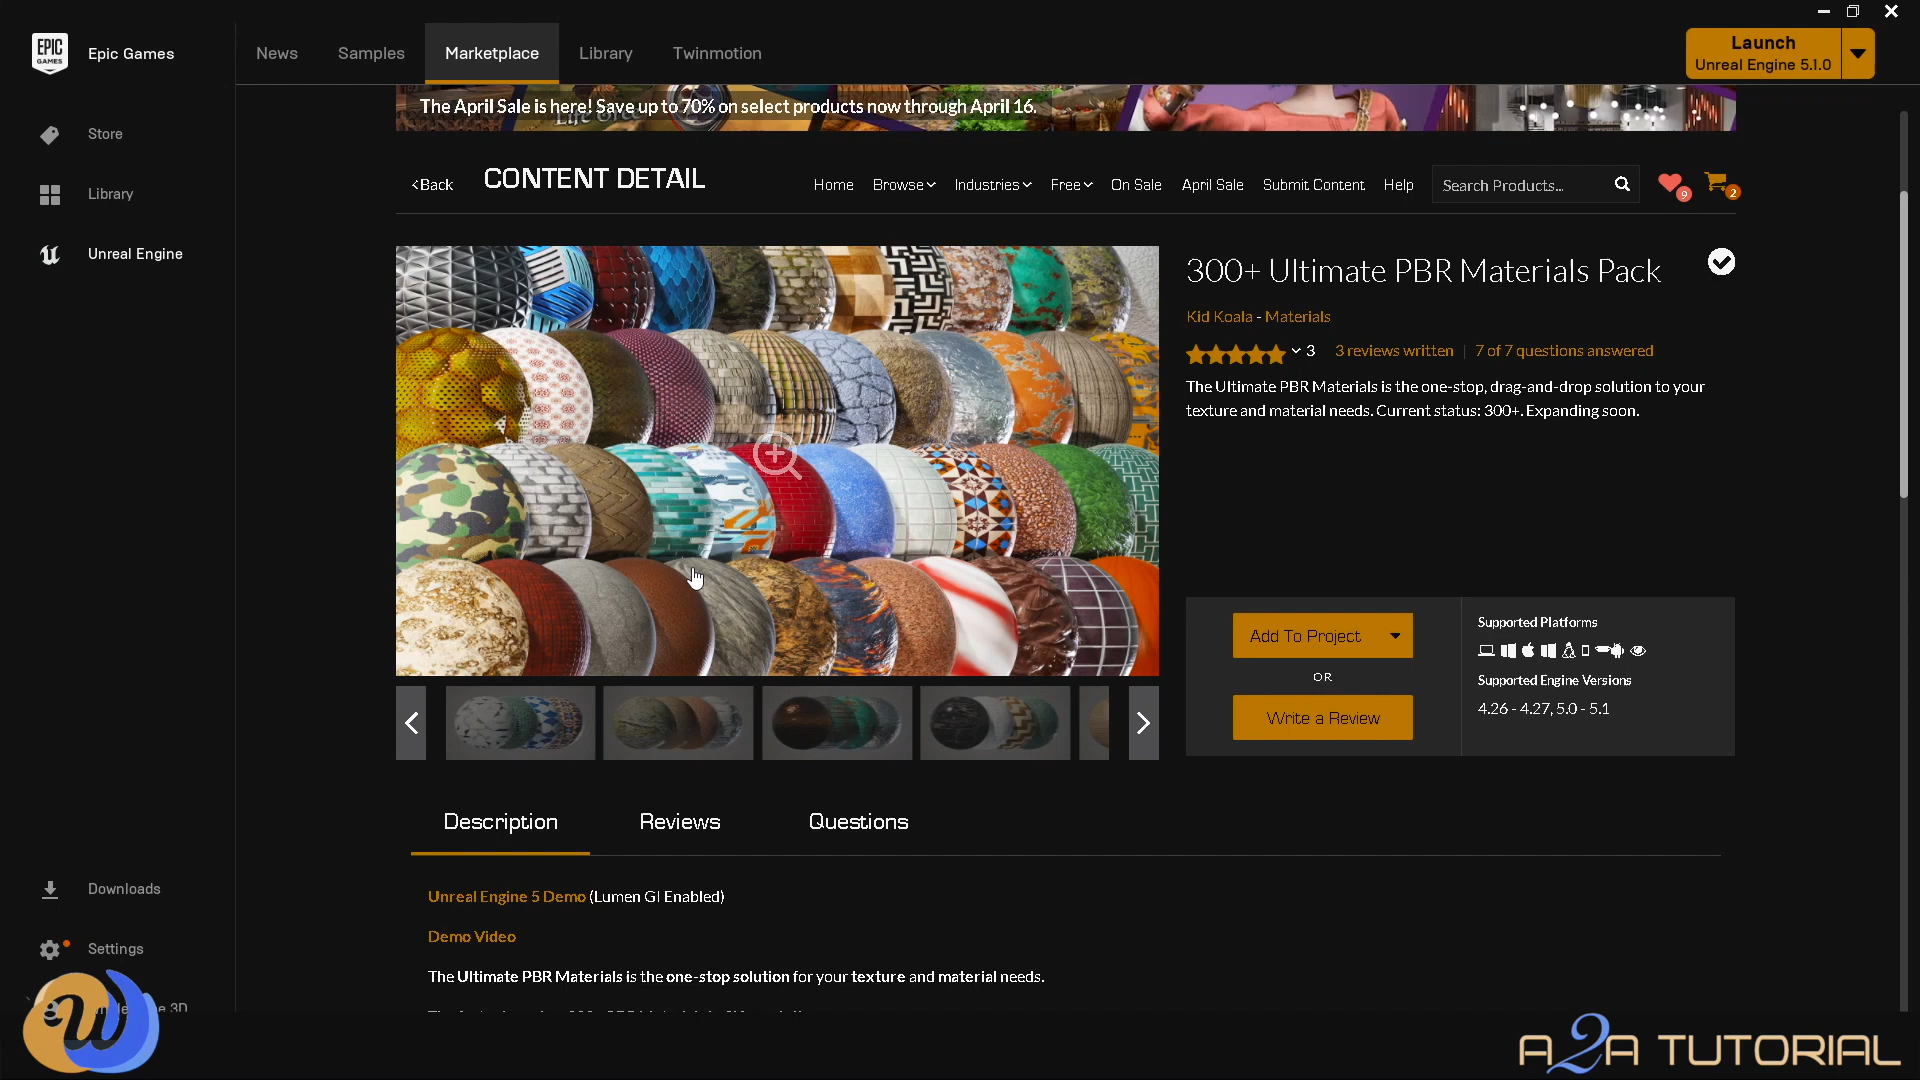 EPIC GAMES
Epic Games
News
Samples
Marketplace
Library
Twinmotion
Launch
Unreal Engine 5.1.0
Store
Library
Unreal Engine
The April Sale is here! Save up to 70% on select products now through April 16.
Back
CONTENT DETAIL
Home
Browse
Industries
Free
On Sale
April Sale
Submit Content
Help
Search Products...
9
2
300+ Ultimate PBR Materials Pack
Kid Koala - Materials
3
3 reviews written
7 of 7 questions answered
The Ultimate PBR Materials is the one-stop, drag-and-drop solution to your
texture and material needs. Current status: 300+. Expanding soon.
Add To Project
OR
Write a Review
Supported Platforms
Supported Engine Versions
4.26 - 4.27, 5.0 - 5.1
Description
Reviews
Questions
Unreal Engine 5 Demo (Lumen GI Enabled)
Demo Video
The Ultimate PBR Materials is the one-stop solution for your texture and material needs.
Downloads
Settings
3D
A2A TUTORIAL